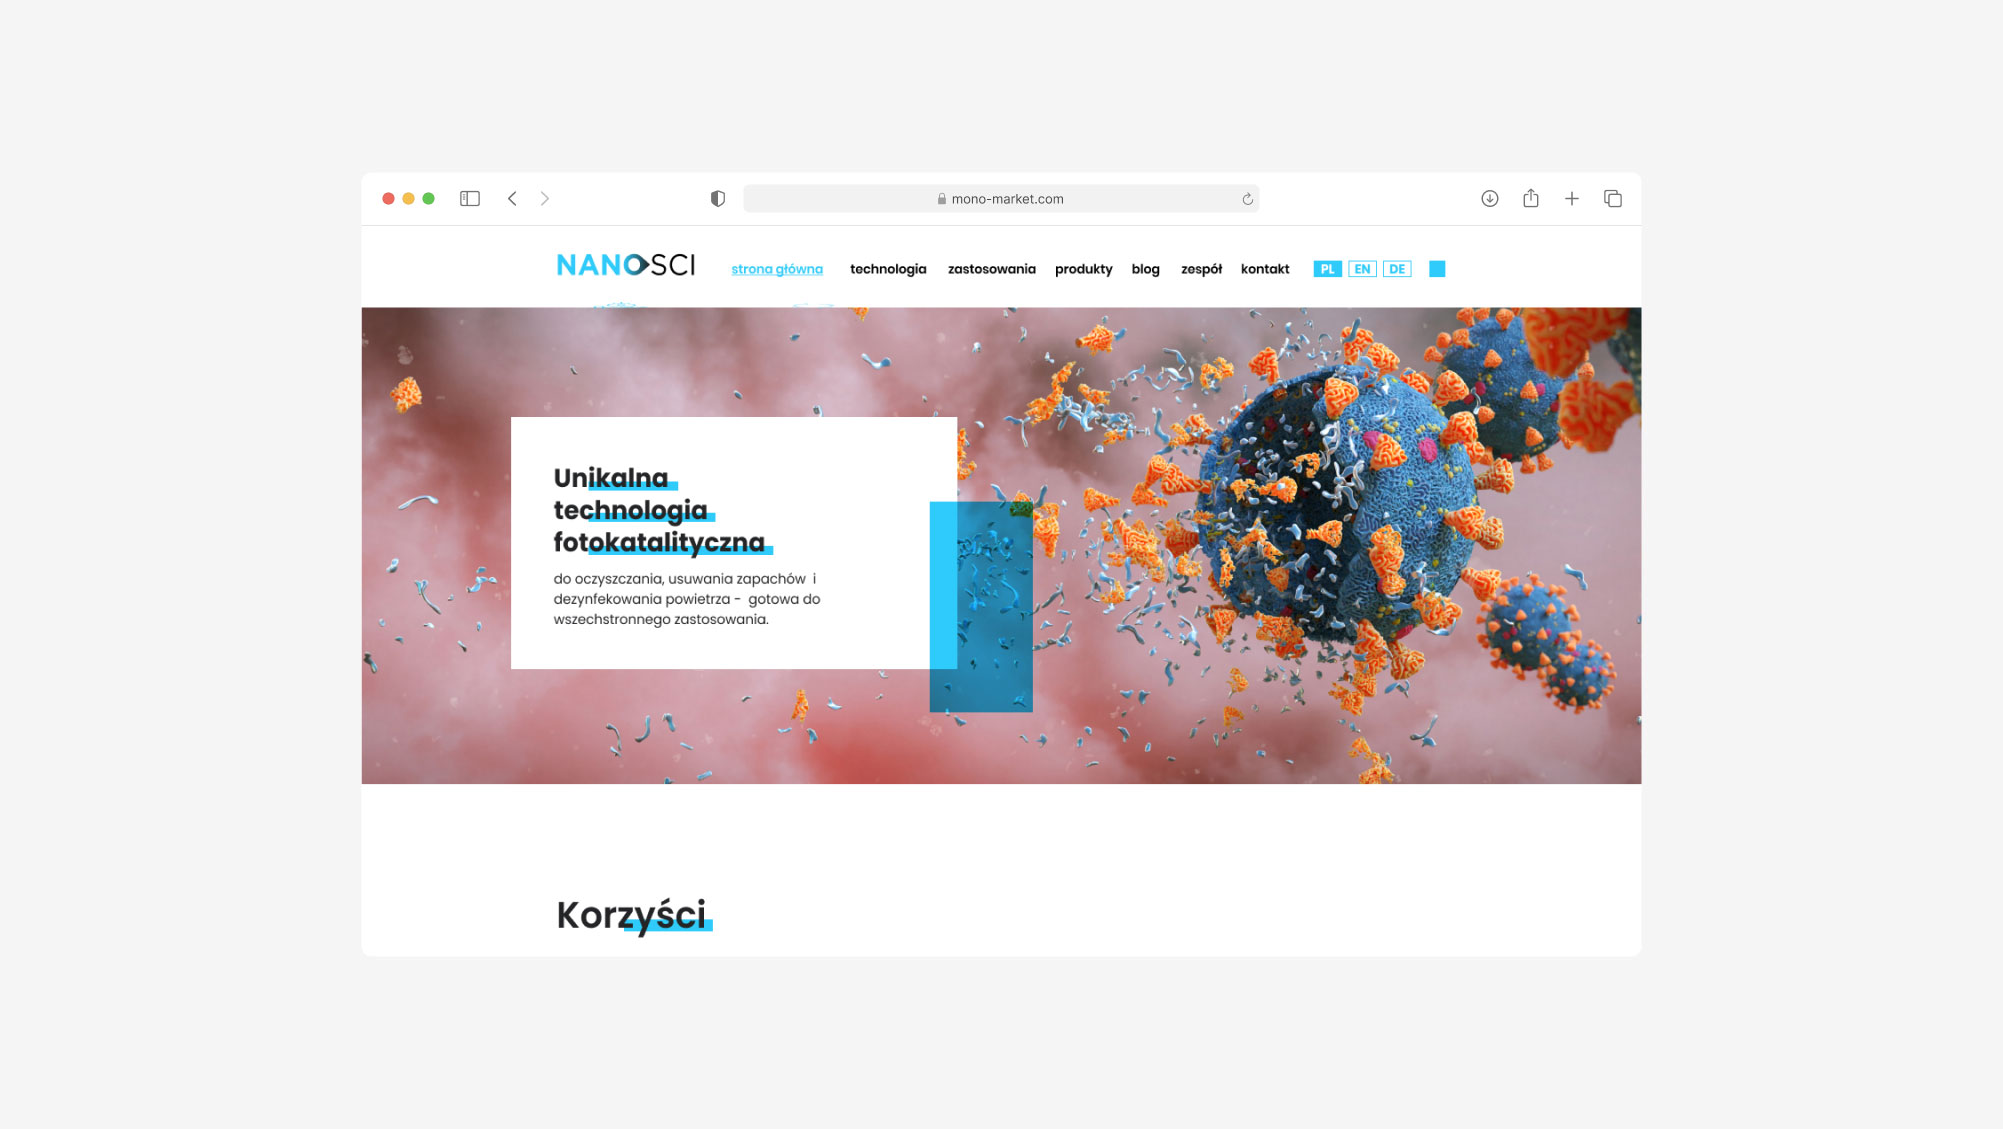 mono-market.com
NANOSCI
strona główna technologia zastosowania produkty blog zespół kontakt PL EN DE
Unikalna
technologia
fotokatalityczna
do oczyszczania, usuwania zapachów i
dezynfekowania powietrza - gotowa do
wszechstronnego zastosowania.
Korzyści